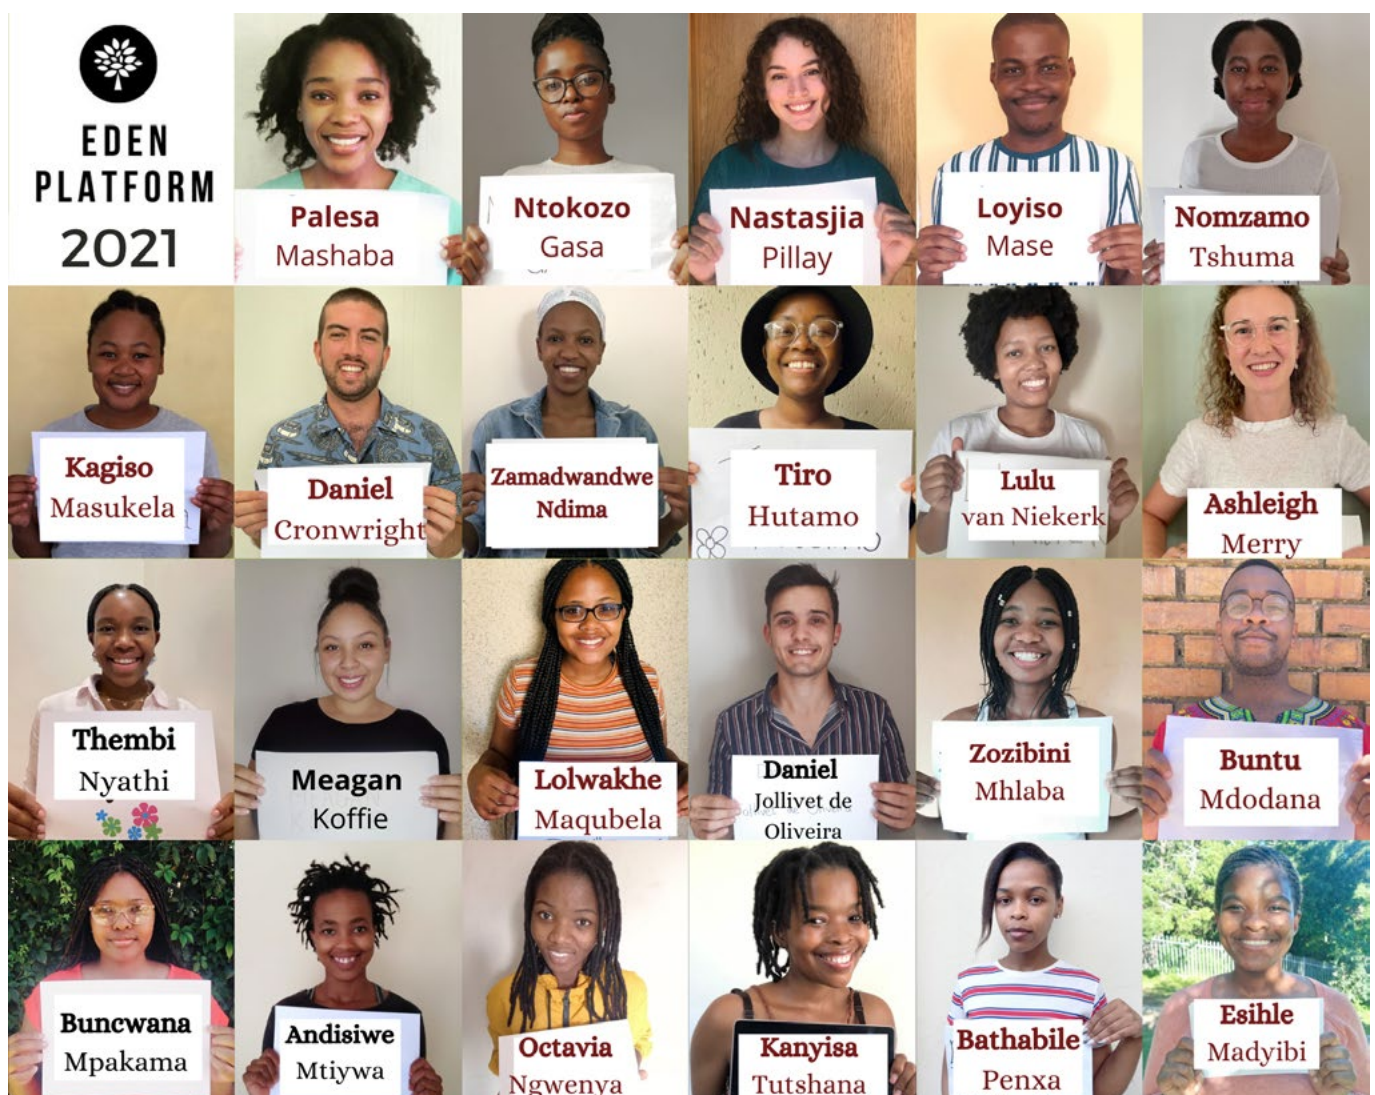 EDEN
PLATFORM
2021
Palesa
Mashaba
Ntokozo
Gasa
Nastasjia
Pillay
Loyiso
Mase
Nomzamo
Tshuma
Kagiso
Masukela
Daniel
Cronwright
Zamadwandwe
Ndima
Tiro
Hutamo
Lulu
van Niekerk
Ashleigh
Merry
Thembi
Nyathi
Meagan
Koffie
Lolwakhe
Maqubela
Daniel
Jollivet de
Oliveira
Zozibini
Mhlaba
Buntu
Mdodana
Buncwana
Mpakama
Andisiwe
Mtiywa
Octavia
Ngwenya
Kanyisa
Tutshana
Bathabile
Penxa
Esihle
Madyibi